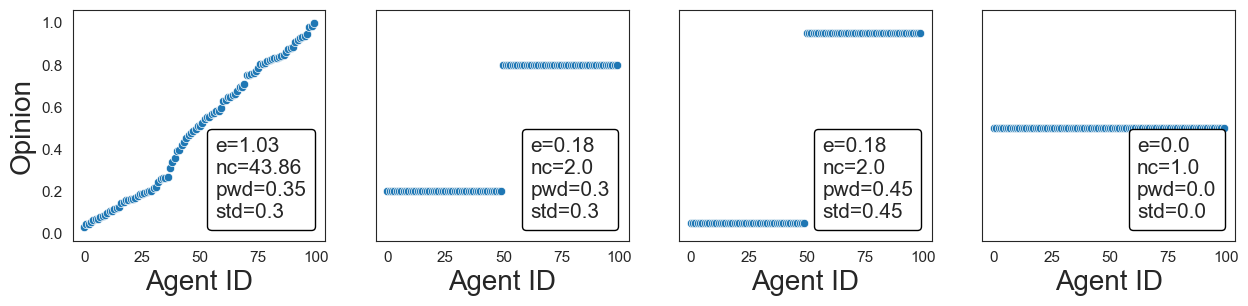 Opinion
1.0
0.8
0.6
0.4
0.2
0.0
e=1.03
nc=43.86
pwd=0.35
std=0.3
0 25 50 75 100
Agent ID
e=0.18
nc=2.0
pwd=0.3
std=0.3
0 25 50 75 100
Agent ID
e=0.18
nc=2.0
pwd=0.45
std=0.45
0 25 50 75 100
Agent ID
e=0.0
nc=1.0
pwd=0.0
std=0.0
0 25 50 75 100
Agent ID